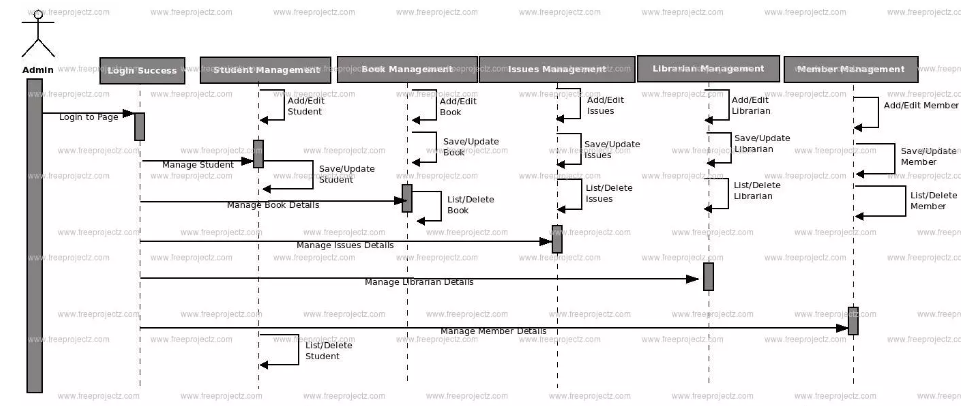 Admin
Login Success
Student Management
Book Management
Issues Management
Librarian Management
Member Management
Add/Edit
Student
Add/Edit
Book
Add/Edit
Issues
Add/Edit
Librarian
Add/Edit Member
Login to Page
Manage Student
Save/Update
Student
Save/Update
Book
Save/Update
Issues
Save/Update
Librarian
Save/Update
Member
Manage Book Details
List/Delete
Book
List/Delete
Issues
List/Delete
Librarian
List/Delete
Member
Manage Issues Details
Manage Librarian Details
Manage Member Details
List/Delete
Student
www.freeprojectz.com